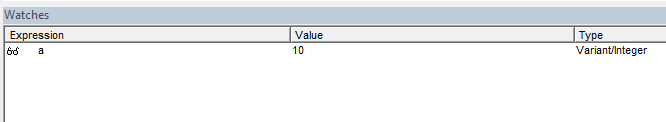 Watches
Expression Value Type
a 10 Variant/Integer